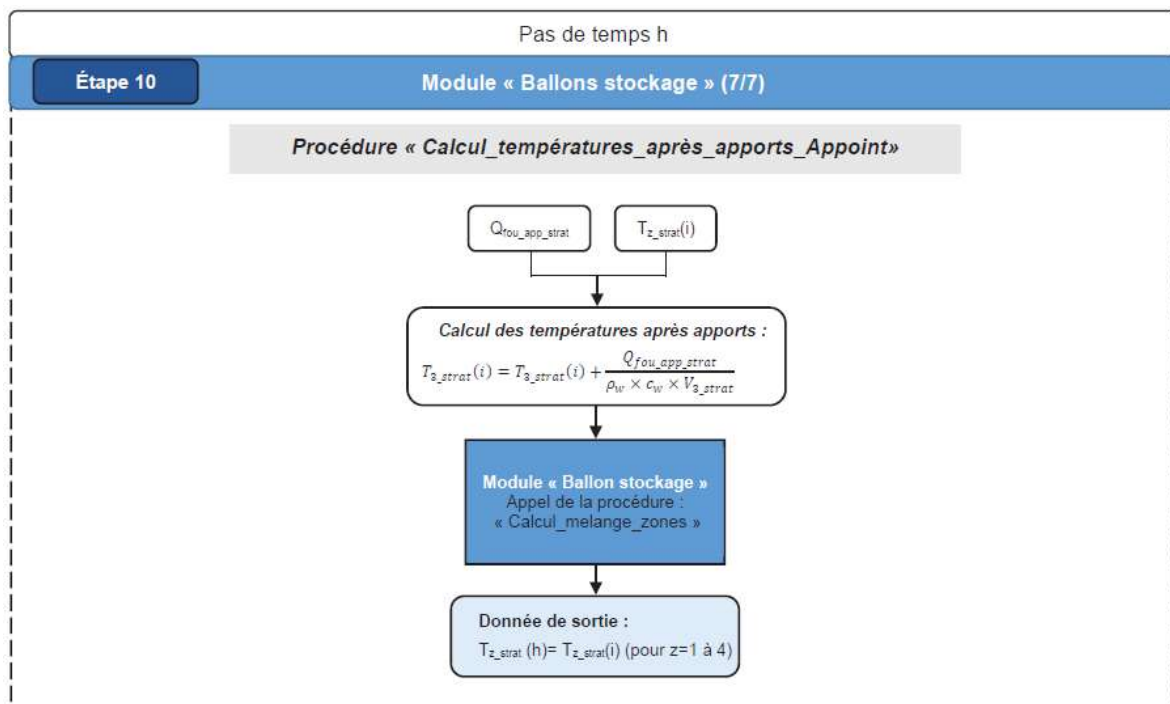 Pas de temps h
Étape 10
Module « Ballons stockage » (7/7)
Procédure « Calcul_températures_après_apports_Appoint»
Q_fou_app_strat
T_z_strat(i)
Calcul des températures après apports :
T_3_strat(i) = T_3_strat(i) + Q_fou_app_strat / (ρ_w × c_w × V_3_strat)
Module « Ballon stockage »
Appel de la procédure :
« Calcul_melange_zones »
Donnée de sortie :
T_z_strat (h)= T_z_strat(i) (pour z=1 à 4)